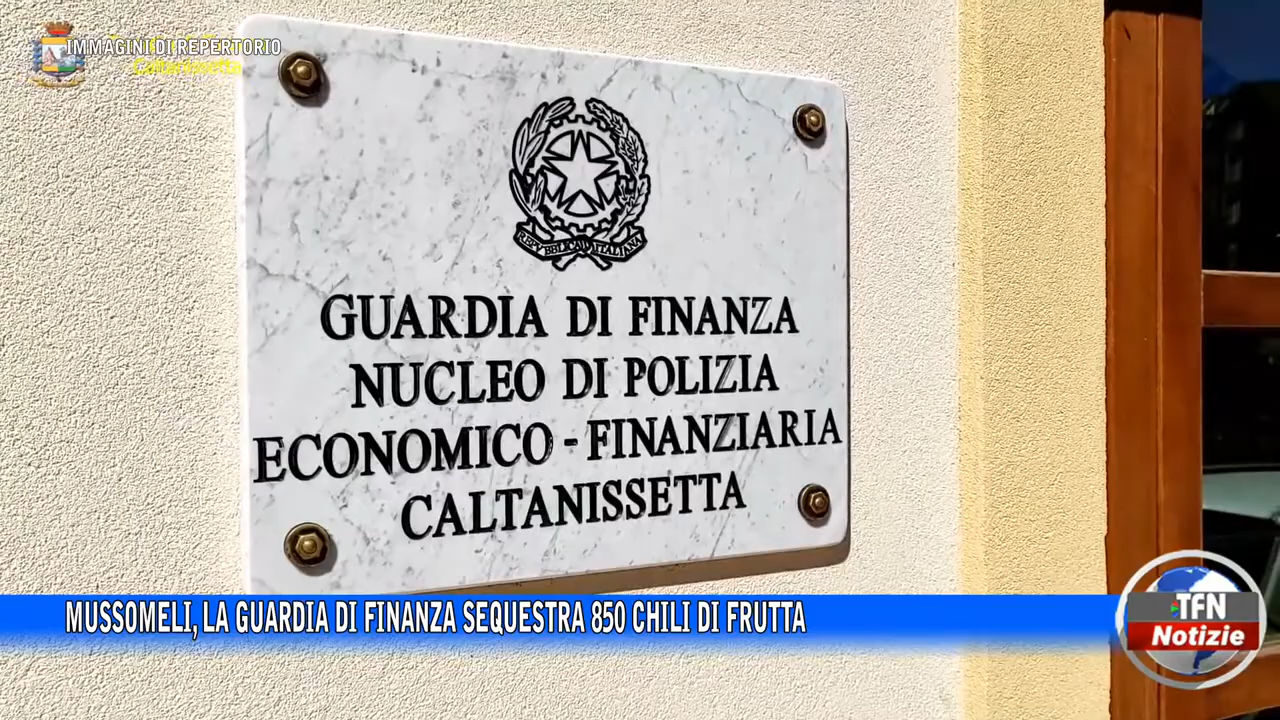 IMMAGINI DI REPERTORIO
Caltanissetta
REPVBBLICA ITALIANA
GUARDIA DI FINANZA
NUCLEO DI POLIZIA
ECONOMICO - FINANZIARIA
CALTANISSETTA
MUSSOMELI, LA GUARDIA DI FINANZA SEQUESTRA 850 CHILI DI FRUTTA
TFN
Notizie